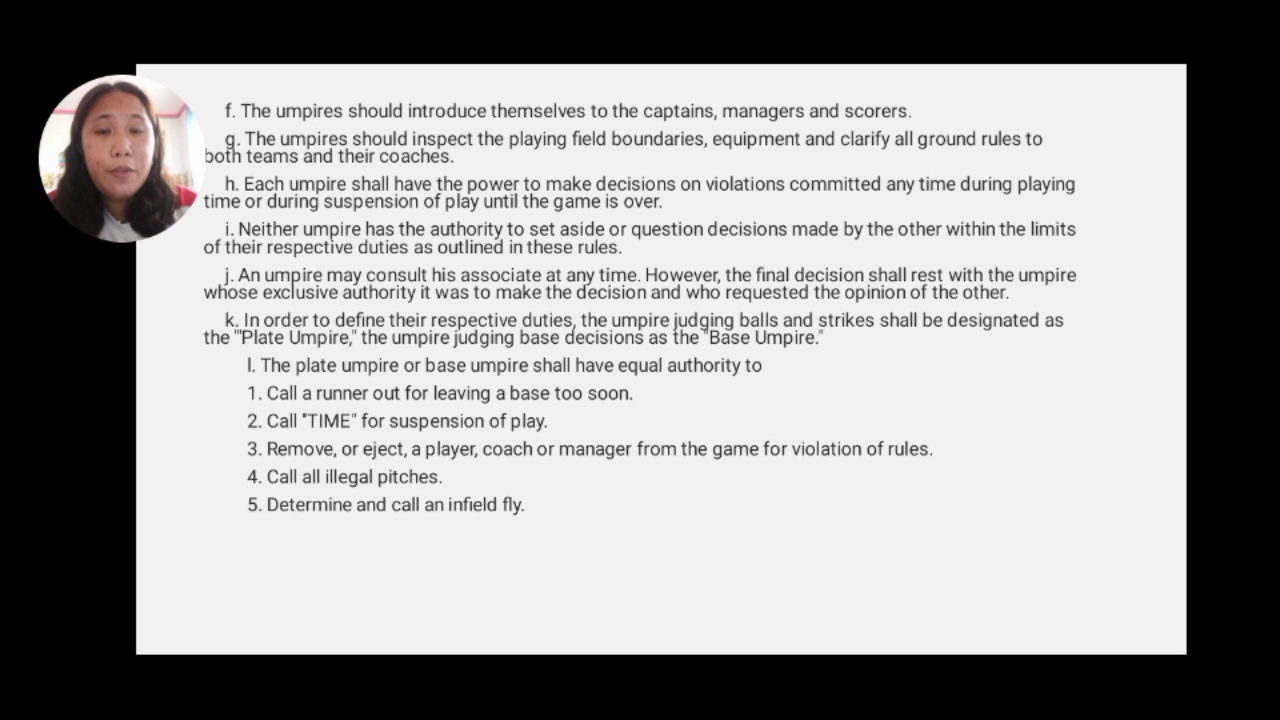 f. The umpires should introduce themselves to the captains, managers and scorers.
g. The umpires should inspect the playing field boundaries, equipment and clarify all ground rules to
both teams and their coaches.
h. Each umpire shall have the power to make decisions on violations committed any time during playing
time or during suspension of play until the game is over.
i. Neither umpire has the authority to set aside or question decisions made by the other within the limits
of their respective duties as outlined in these rules.
j. An umpire may consult his associate at any time. However, the final decision shall rest with the umpire
whose exclusive authority it was to make the decision and who requested the opinion of the other.
k. In order to define their respective duties, the umpire judging balls and strikes shall be designated as
the "'Plate Umpire," the umpire judging base decisions as the "Base Umpire."
l. The plate umpire or base umpire shall have equal authority to
1. Call a runner out for leaving a base too soon.
2. Call "TIME" for suspension of play.
3. Remove, or eject, a player, coach or manager from the game for violation of rules.
4. Call all illegal pitches.
5. Determine and call an infield fly.